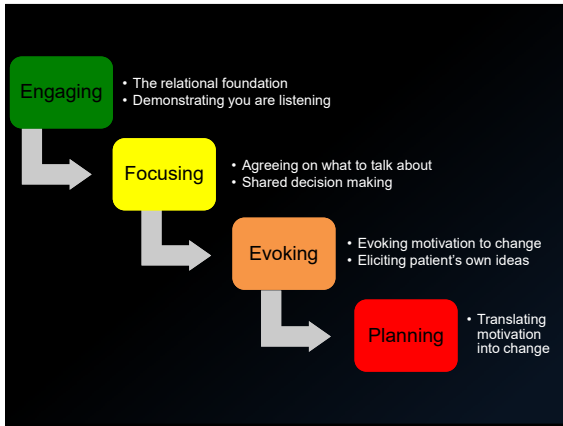 Engaging
• The relational foundation
• Demonstrating you are listening
Focusing
• Agreeing on what to talk about
• Shared decision making
Evoking
• Evoking motivation to change
• Eliciting patient's own ideas
Planning
• Translating
motivation
into change